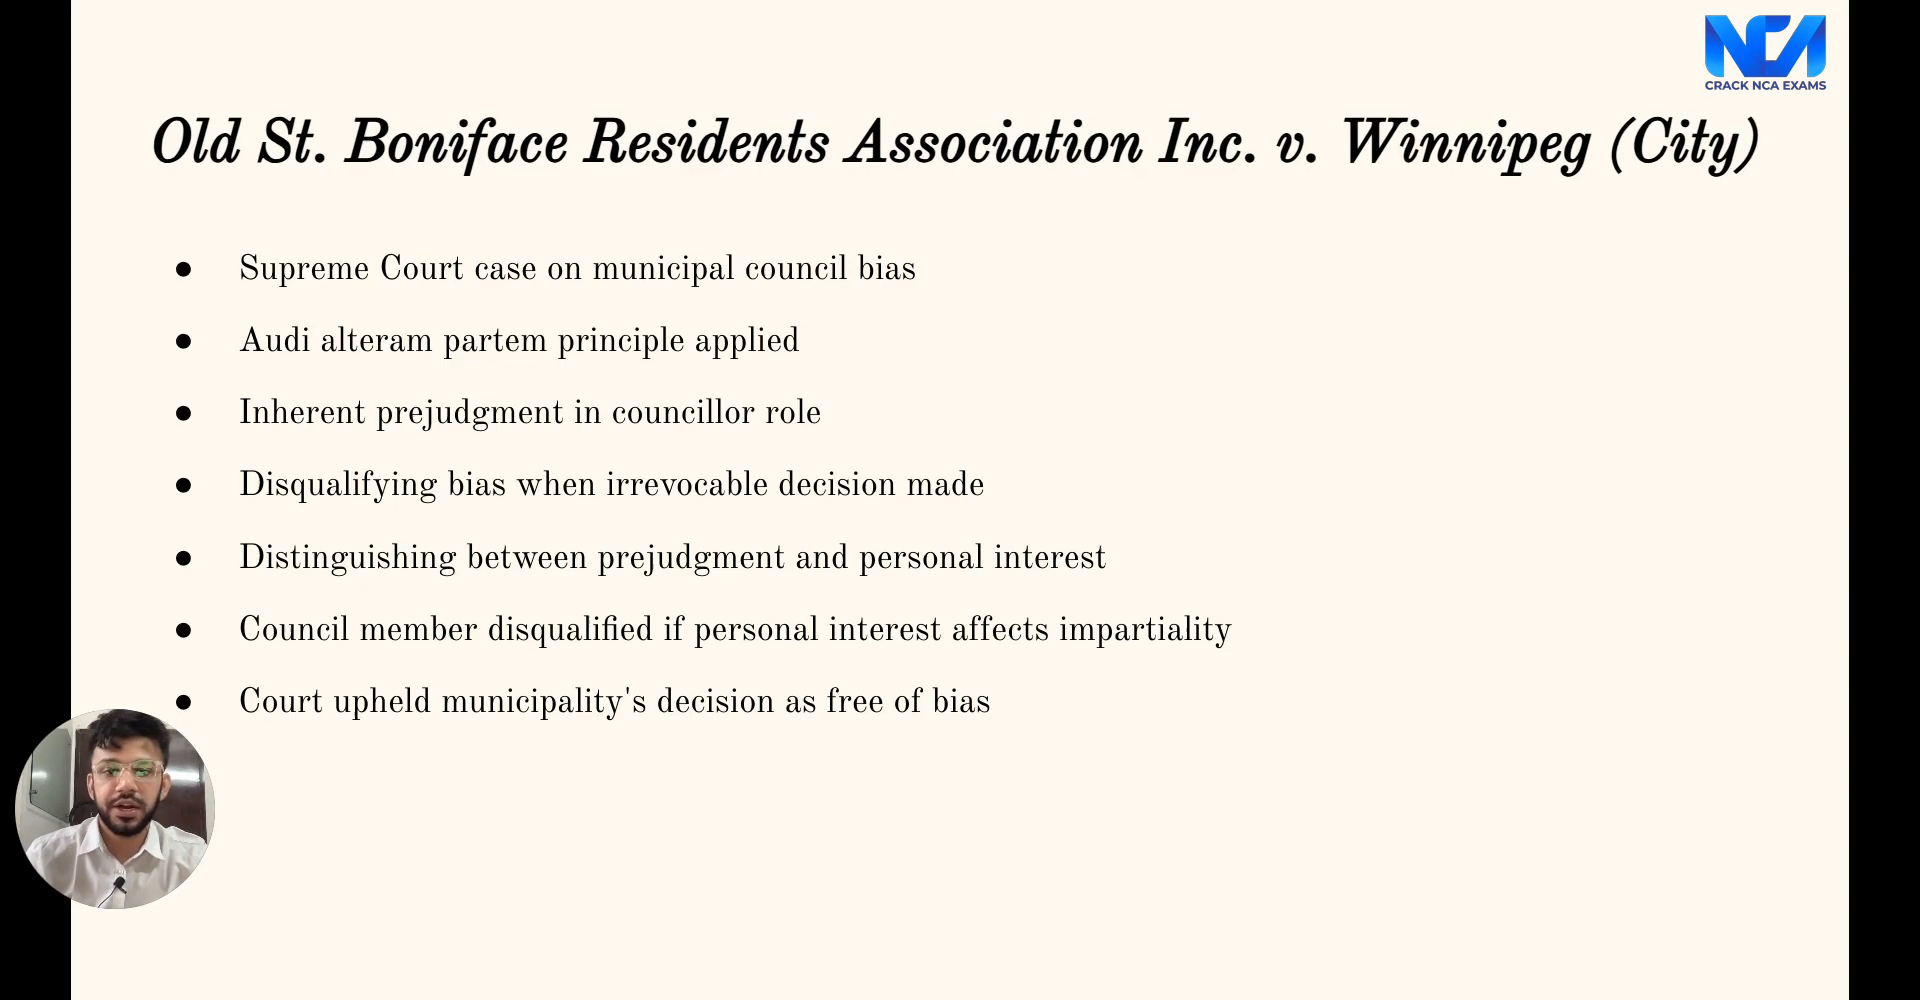 NCA
CRACK NCA EXAMS
Old St. Boniface Residents Association Inc. v. Winnipeg (City)
● Supreme Court case on municipal council bias
● Audi alteram partem principle applied
● Inherent prejudgment in councillor role
● Disqualifying bias when irrevocable decision made
● Distinguishing between prejudgment and personal interest
● Council member disqualified if personal interest affects impartiality
● Court upheld municipality's decision as free of bias